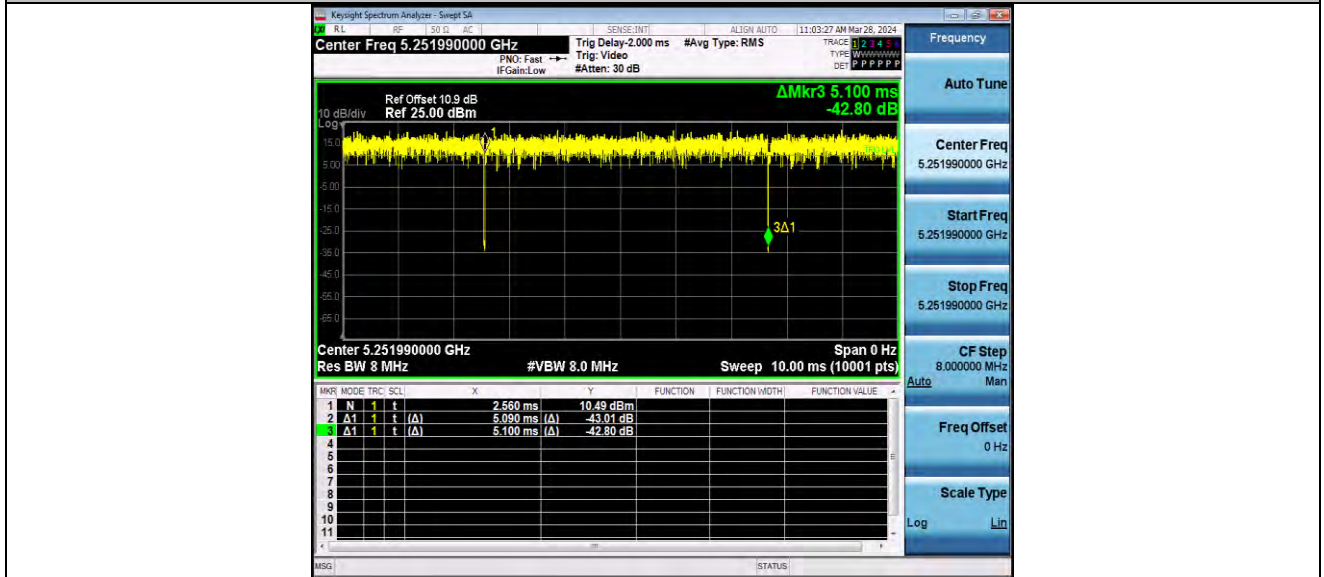 Keysight Spectrum Analyzer - Swept SA
RL RF 50 Ω AC SENSE:INT ALIGN AUTO 11:03:27 AM Mar 28, 2024
Center Freq 5.251990000 GHz Trig Delay-2.000 ms #Avg Type: RMS TRACE 1 2 3 4 5 6
PNO: Fast Trig: Video TYPE WWWWWW
IFGain:Low #Atten: 30 dB DET P P P P P P
ΔMkr3 5.100 ms
-42.80 dB
Ref Offset 10.9 dB
10 dB/div Ref 25.00 dBm
Log
15.0
5.00
-5.00
-15.0
-25.0
-35.0
-45.0
-55.0
-65.0
1
3Δ1
Center 5.251990000 GHz Span 0 Hz
Res BW 8 MHz #VBW 8.0 MHz Sweep 10.00 ms (10001 pts)
MKR MODE TRC SCL X Y FUNCTION FUNCTION WIDTH FUNCTION VALUE
1 N 1 t 2.560 ms 10.49 dBm
2 Δ1 1 t (Δ) 5.090 ms (Δ) -43.01 dB
3 Δ1 1 t (Δ) 5.100 ms (Δ) -42.80 dB
4
5
6
7
8
9
10
11
MSG STATUS
Frequency
Auto Tune
Center Freq
5.251990000 GHz
Start Freq
5.251990000 GHz
Stop Freq
5.251990000 GHz
CF Step
8.000000 MHz
Auto Man
Freq Offset
0 Hz
Scale Type
Log Lin